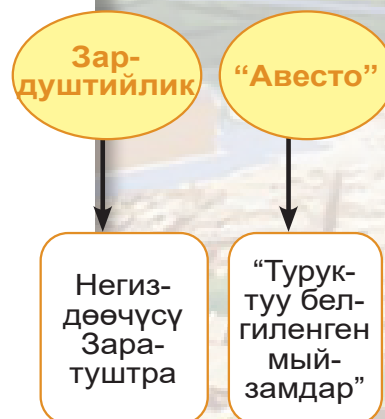 Зар-
душтийлик
“Авесто”
Негиз-
дөөчүсү
Зара-
туштра
“Турук-
туу бел-
гиленген
мый-
замдар”